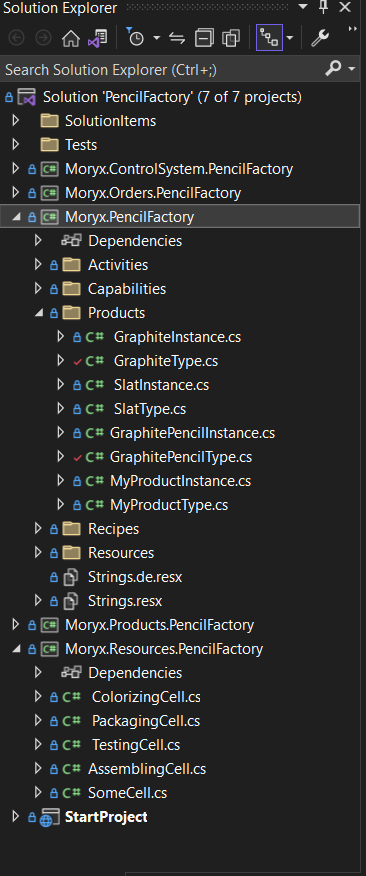 Solution Explorer
Search Solution Explorer (Ctrl+;)
Solution 'PencilFactory' (7 of 7 projects)
SolutionItems
Tests
C# Moryx.ControlSystem.PencilFactory
C# Moryx.Orders.PencilFactory
C# Moryx.PencilFactory
Dependencies
Activities
Capabilities
Products
C# GraphiteInstance.cs
C# GraphiteType.cs
C# SlatInstance.cs
C# SlatType.cs
C# GraphitePencilInstance.cs
C# GraphitePencilType.cs
C# MyProductInstance.cs
C# MyProductType.cs
Recipes
Resources
Strings.de.resx
Strings.resx
C# Moryx.Products.PencilFactory
C# Moryx.Resources.PencilFactory
Dependencies
C# ColorizingCell.cs
C# PackagingCell.cs
C# TestingCell.cs
C# AssemblingCell.cs
C# SomeCell.cs
StartProject